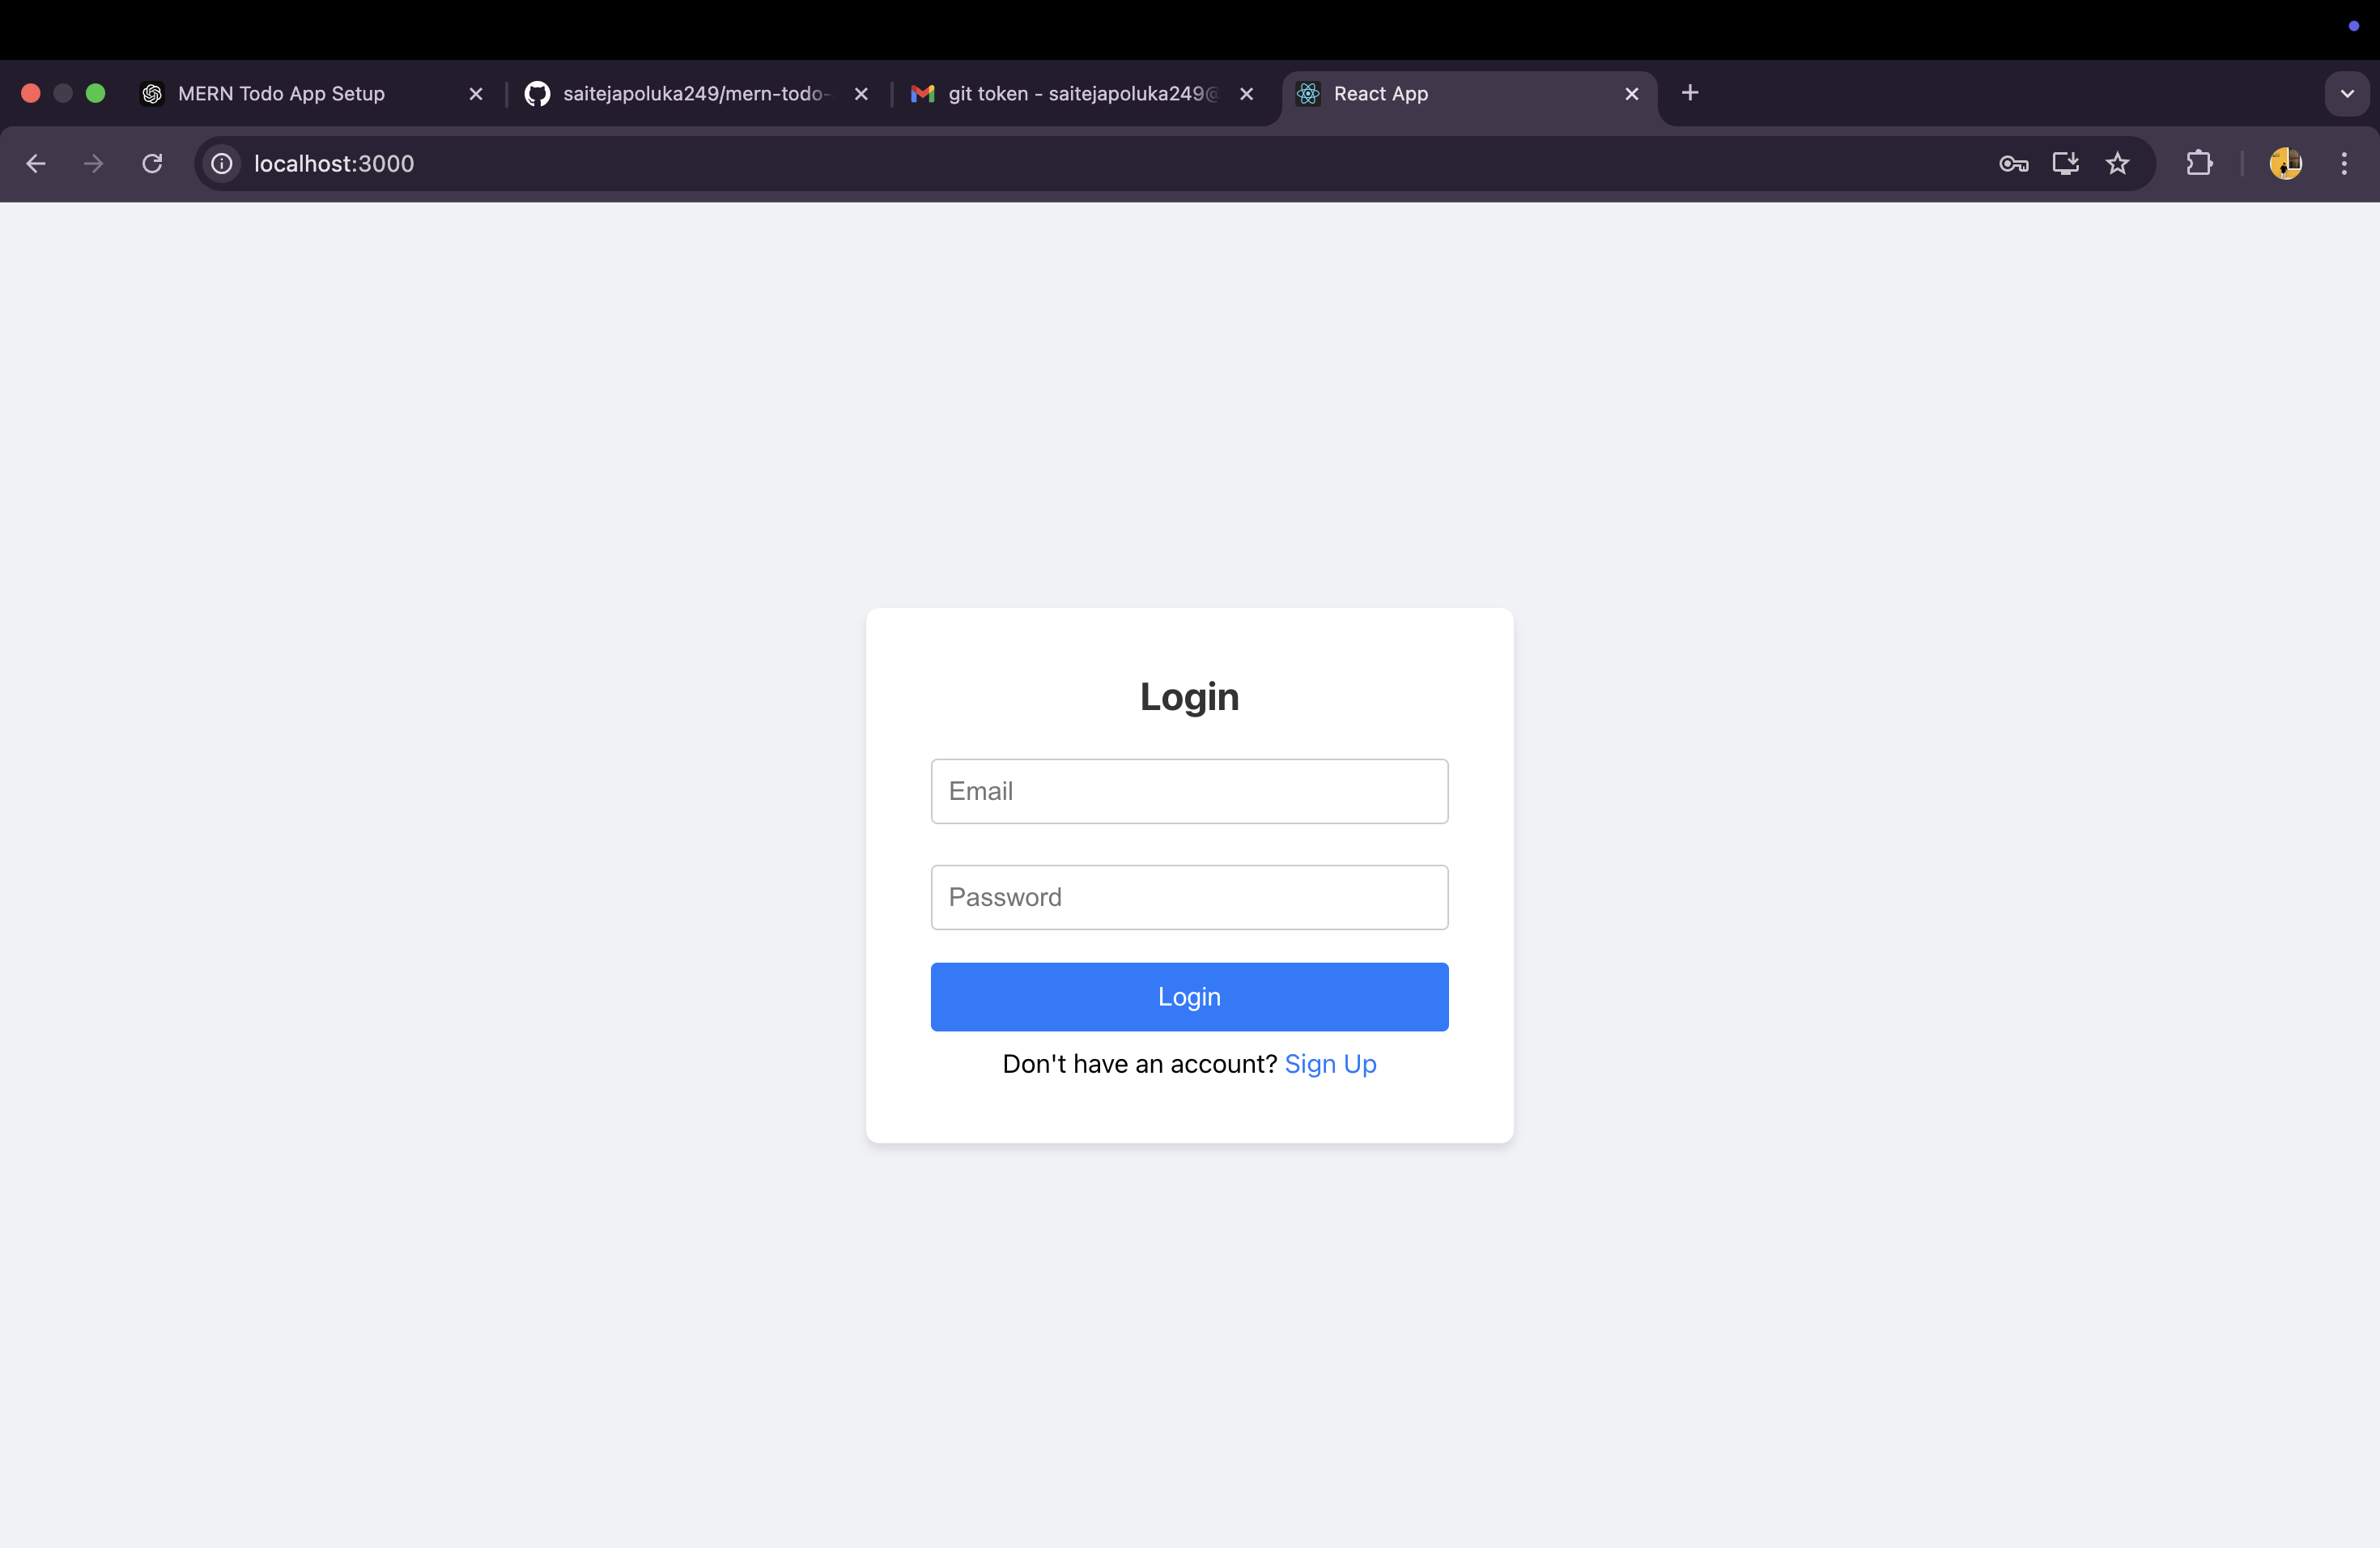 MERN Todo App Setup
saitejapoluka249/mern-todo-
git token - saitejapoluka249@
React App
localhost:3000
Login
Email
Password
Login
Don't have an account? Sign Up